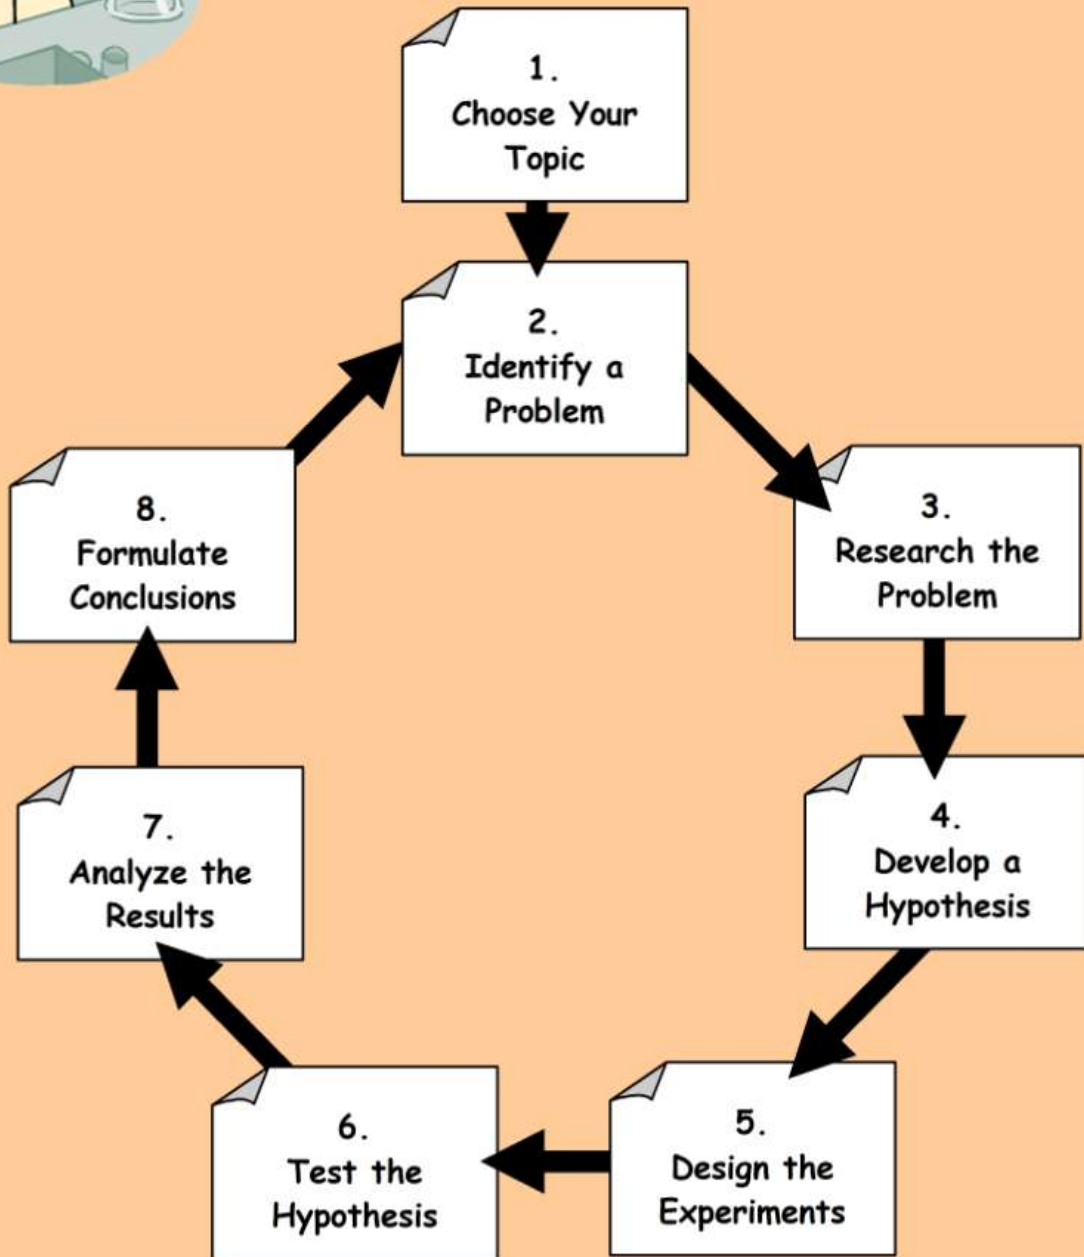 1.
Choose Your
Topic
2.
Identify a
Problem
3.
Research the
Problem
4.
Develop a
Hypothesis
5.
Design the
Experiments
6.
Test the
Hypothesis
7.
Analyze the
Results
8.
Formulate
Conclusions